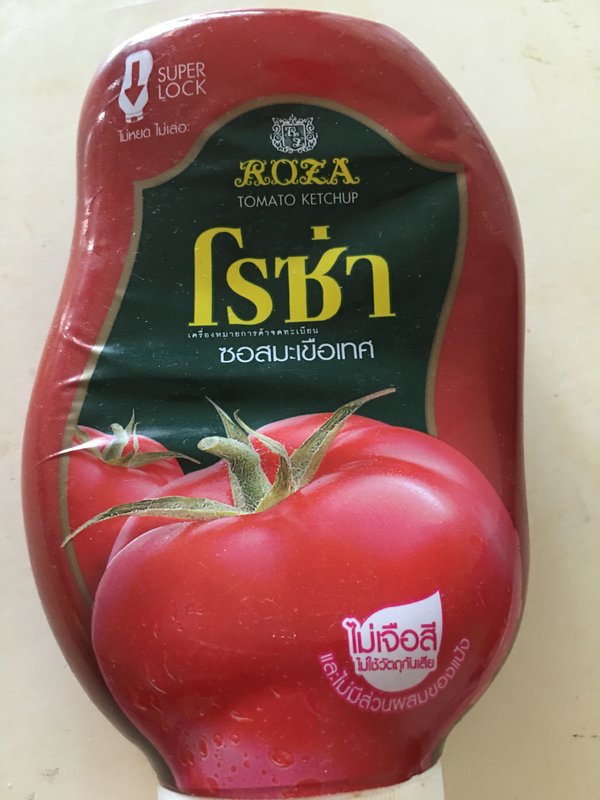 SUPER
LOCK
ไม่หยด ไม่เลอะ
ROZA
TOMATO KETCHUP
โรซ่า
เครื่องหมายการค้าจดทะเบียน
ซอสมะเขือเทศ
ไม่เจือสี
ไม่ใช้วัตถุกันเสีย
และไม่มีส่วนผสมของแป้ง